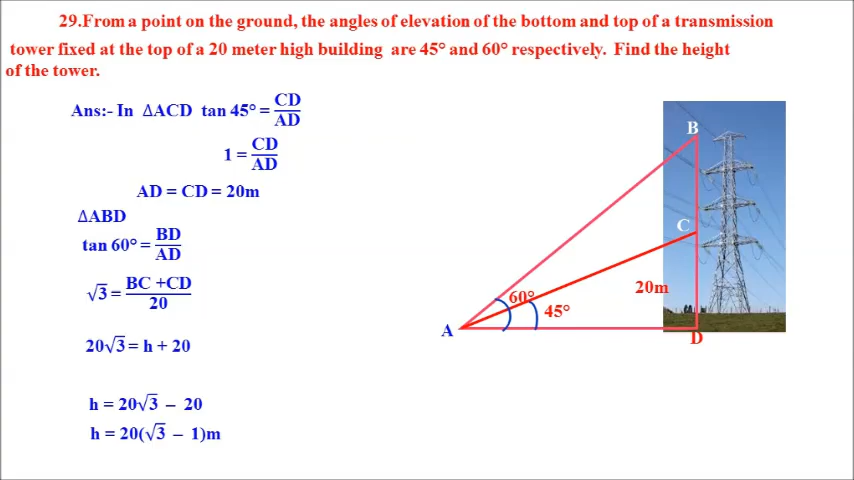 29.From a point on the ground, the angles of elevation of the bottom and top of a transmission
tower fixed at the top of a 20 meter high building are 45° and 60° respectively. Find the height
of the tower.
Ans:- In ΔACD tan 45° = CD/AD
1 = CD/AD
AD = CD = 20m
ΔABD
tan 60° = BD/AD
√3 = BC +CD/20
20√3 = h + 20
h = 20√3 – 20
h = 20(√3 – 1)m
B
C
20m
60°
45°
A
D